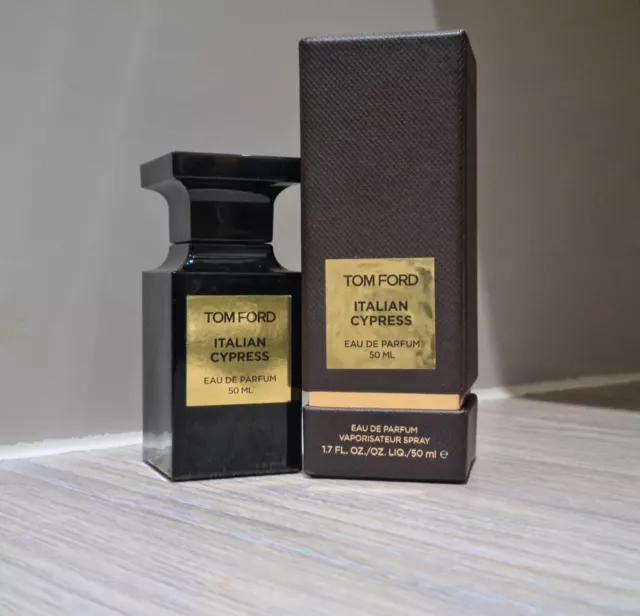 TOM FORD
ITALIAN
CYPRESS
EAU DE PARFUM
50 ML
TOM FORD
ITALIAN
CYPRESS
EAU DE PARFUM
50 ML
EAU DE PARFUM
VAPORISATEUR SPRAY
1.7 FL. OZ./OZ. LIQ./50 ml ℮